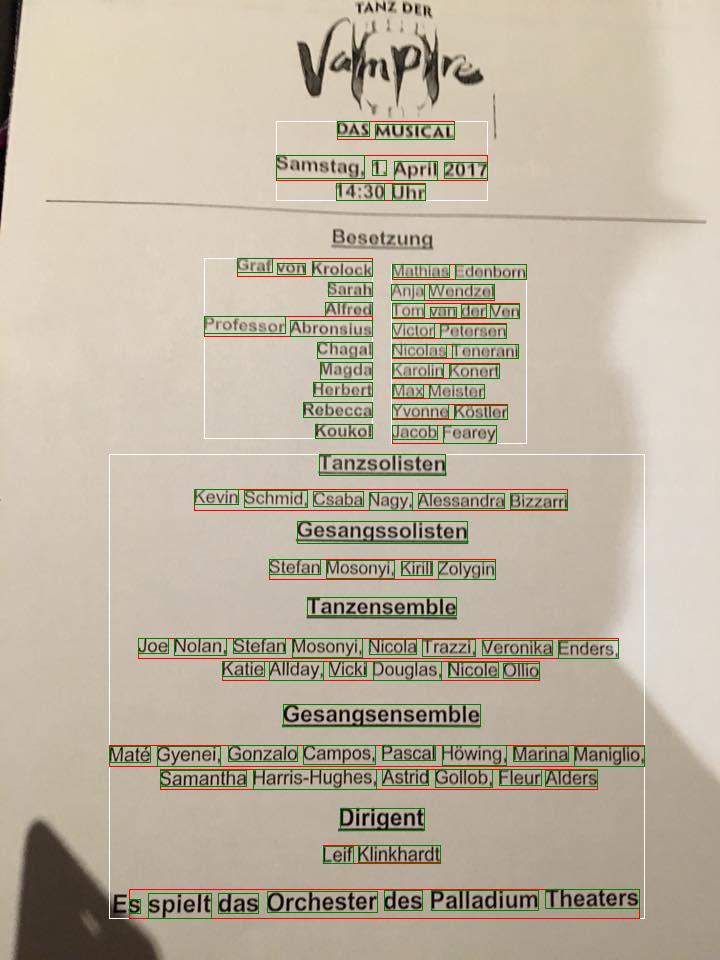 TANZ DER
Vampire
DAS MUSICAL
Samstag, 1. April 2017
14:30 Uhr
Besetzung
Graf von Krolock Mathias Edenborn
Sarah Anja Wendzel
Alfred Tom van der Ven
Professor Abronsius Victor Petersen
Chagal Nicolas Tenerani
Magda Karolin Konert
Herbert Max Meister
Rebecca Yvonne Köstler
Koukol Jacob Fearey
Tanzsolisten
Kevin Schmid, Csaba Nagy, Alessandra Bizzarri
Gesangssolisten
Stefan Mosonyi, Kirill Zolygin
Tanzensemble
Joe Nolan, Stefan Mosonyi, Nicola Trazzi, Veronika Enders,
Katie Allday, Vicki Douglas, Nicole Ollio
Gesangsensemble
Maté Gyenei, Gonzalo Campos, Pascal Höwing, Marina Maniglio,
Samantha Harris-Hughes, Astrid Gollob, Fleur Alders
Dirigent
Leif Klinkhardt
Es spielt das Orchester des Palladium Theaters